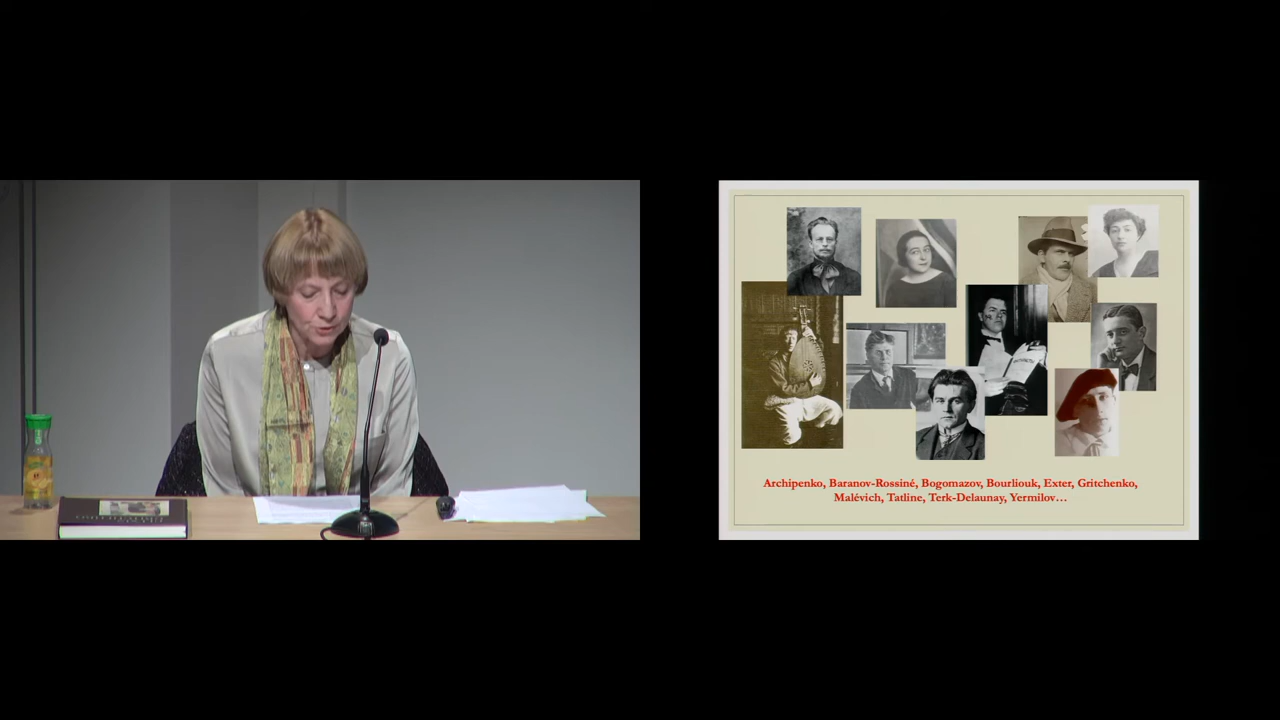 Archipenko, Baranov-Rossiné, Bogomazov, Bourliouk, Exter, Gritchenko,
Malévich, Tatline, Terk-Delaunay, Yermilov…